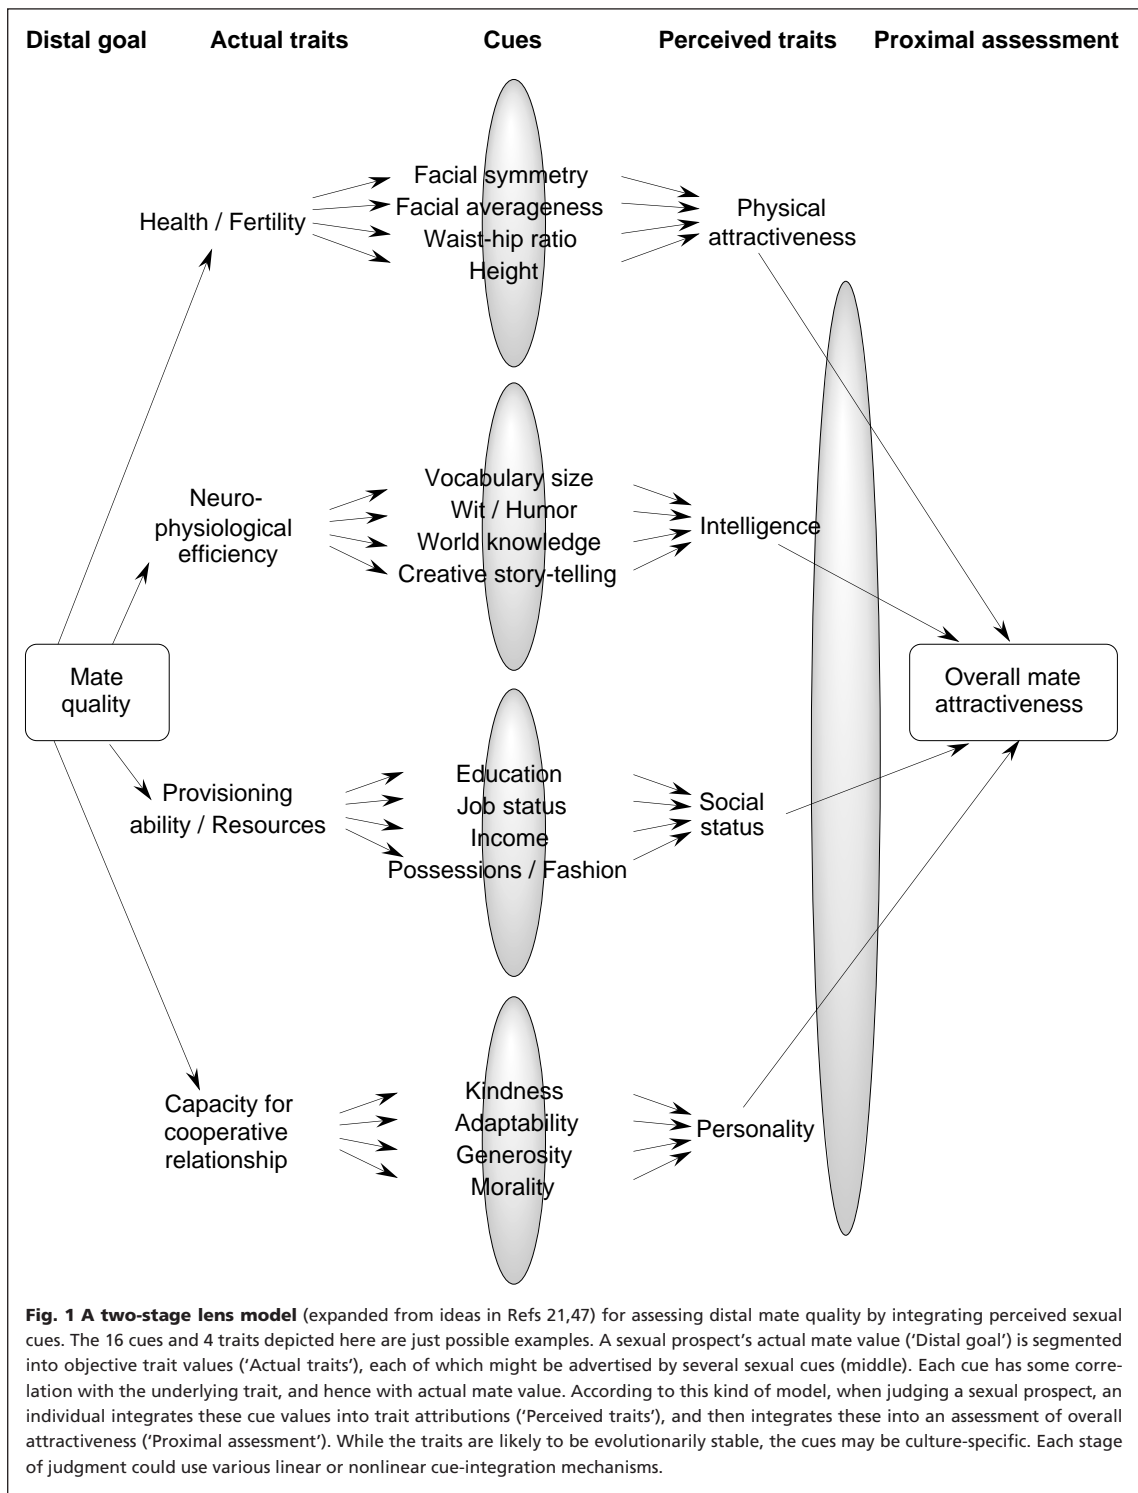 Distal goal
Actual traits
Cues
Perceived traits
Proximal assessment
Facial symmetry
Facial averageness
Waist-hip ratio
Height
Health / Fertility
Physical
attractiveness
Neuro-
physiological
efficiency
Vocabulary size
Wit / Humor
World knowledge
Creative story-telling
Intelligence
Mate
quality
Overall mate
attractiveness
Provisioning
ability / Resources
Education
Job status
Income
Possessions / Fashion
Social
status
Capacity for
cooperative
relationship
Kindness
Adaptability
Generosity
Morality
Personality
Fig. 1 A two-stage lens model (expanded from ideas in Refs 21,47) for assessing distal mate quality by integrating perceived sexual
cues. The 16 cues and 4 traits depicted here are just possible examples. A sexual prospect's actual mate value ('Distal goal') is segmented
into objective trait values ('Actual traits'), each of which might be advertised by several sexual cues (middle). Each cue has some corre-
lation with the underlying trait, and hence with actual mate value. According to this kind of model, when judging a sexual prospect, an
individual integrates these cue values into trait attributions ('Perceived traits'), and then integrates these into an assessment of overall
attractiveness ('Proximal assessment'). While the traits are likely to be evolutionarily stable, the cues may be culture-specific. Each stage
of judgment could use various linear or nonlinear cue-integration mechanisms.